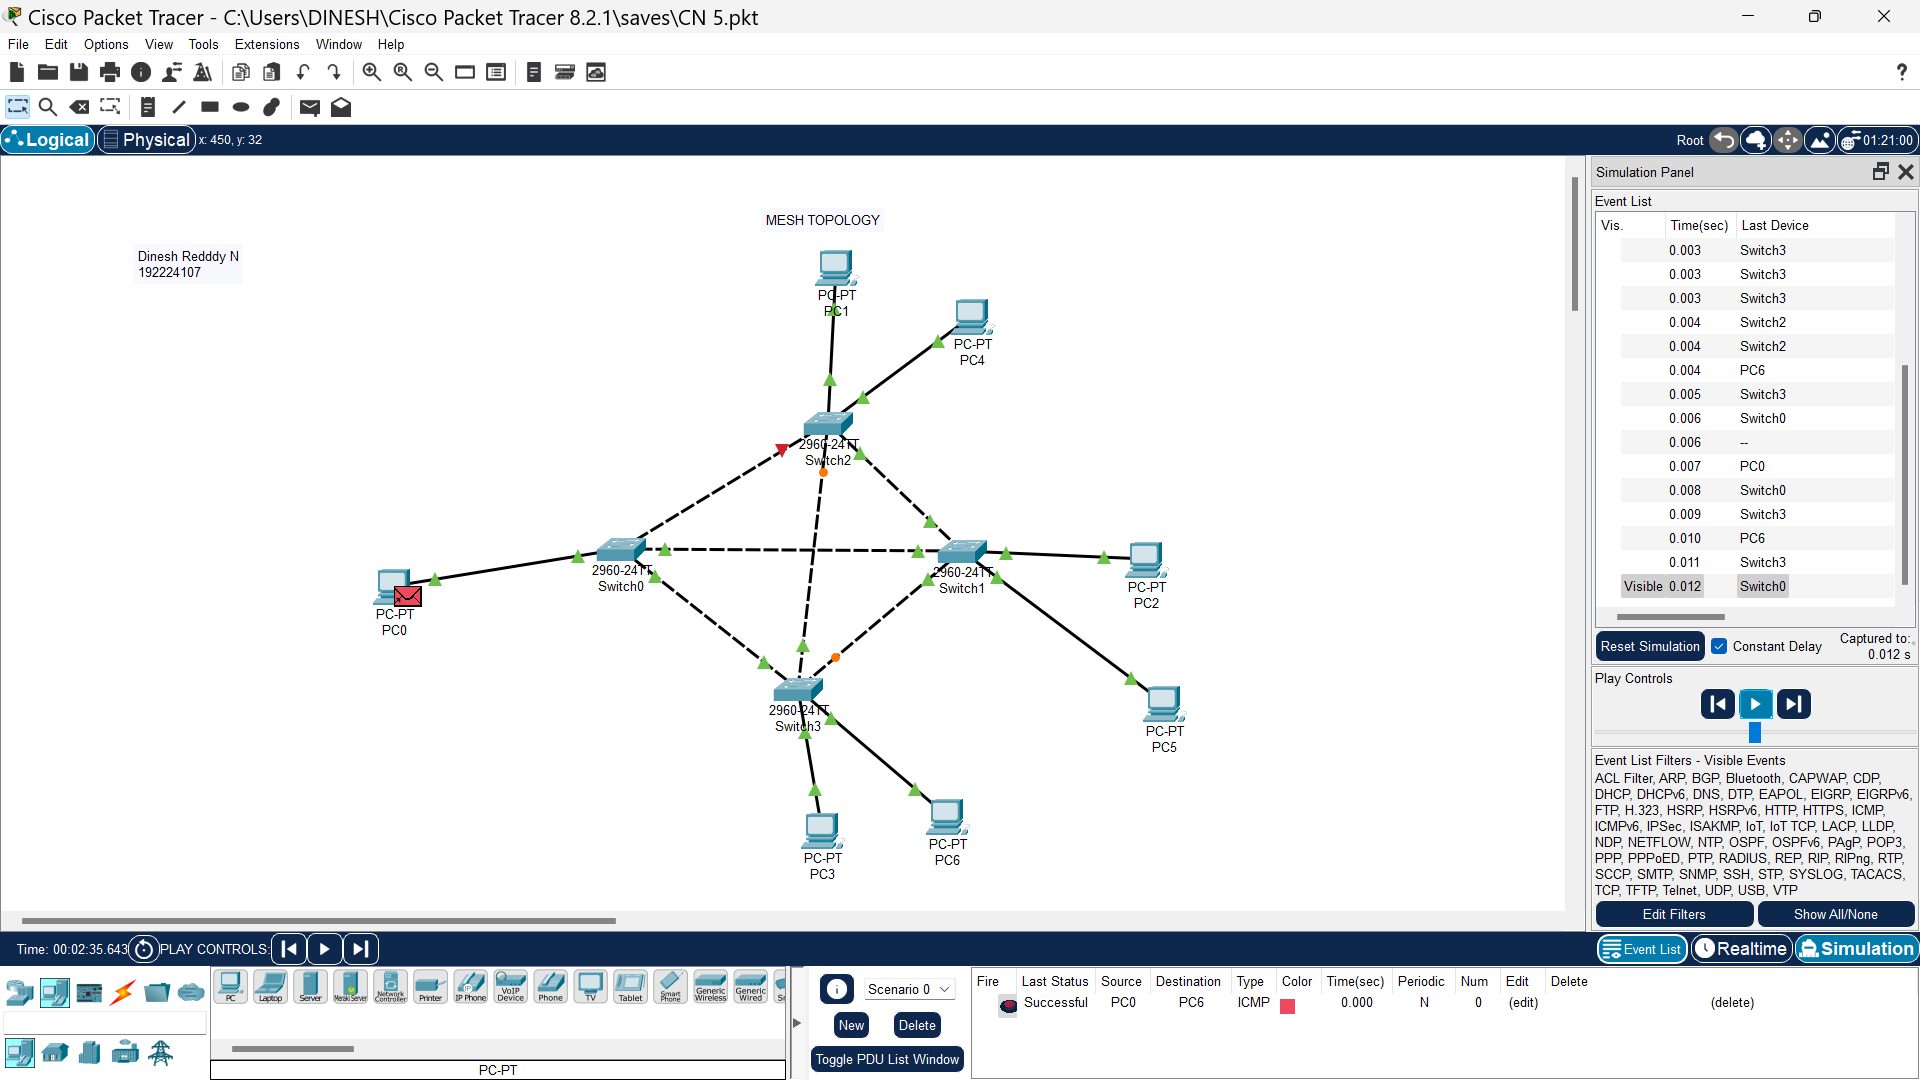 Cisco Packet Tracer - C:\Users\DINESH\Cisco Packet Tracer 8.2.1\saves\CN 5.pkt
File Edit Options View Tools Extensions Window Help
?
Logical Physical x: 450, y: 32
Root 01:21:00
MESH TOPOLOGY
Dinesh Redddy N
192224107
PC-PT
PC1
PC-PT
PC4
2960-24TT
Switch2
2960-24TT
Switch0
2960-24TT
Switch1
PC-PT
PC2
PC-PT
PC0
2960-24TT
Switch3
PC-PT
PC5
PC-PT
PC3
PC-PT
PC6
Simulation Panel
Event List
Vis. Time(sec) Last Device
0.003 Switch3
0.003 Switch3
0.003 Switch3
0.004 Switch2
0.004 Switch2
0.004 PC6
0.005 Switch3
0.006 Switch0
0.006 --
0.007 PC0
0.008 Switch0
0.009 Switch3
0.010 PC6
0.011 Switch3
Visible 0.012 Switch0
Reset Simulation Constant Delay Captured to:
0.012 s
Play Controls
Event List Filters - Visible Events
ACL Filter, ARP, BGP, Bluetooth, CAPWAP, CDP,
DHCP, DHCPv6, DNS, DTP, EAPOL, EIGRP, EIGRPv6,
FTP, H.323, HSRP, HSRPv6, HTTP, HTTPS, ICMP,
ICMPv6, IPSec, ISAKMP, IoT, IoT TCP, LACP, LLDP,
NDP, NETFLOW, NTP, OSPF, OSPFv6, PAgP, POP3,
PPP, PPPoED, PTP, RADIUS, REP, RIP, RIPng, RTP,
SCCP, SMTP, SNMP, SSH, STP, SYSLOG, TACACS,
TCP, TFTP, Telnet, UDP, USB, VTP
Edit Filters Show All/None
Time: 00:02:35.643 PLAY CONTROLS:
Event List Realtime Simulation
PC Laptop Server Meraki Server Network Controller Printer IP Phone VoIP Device Phone TV Tablet Smart Phone Generic Wireless Generic Wired
PC-PT
Scenario 0
New Delete
Toggle PDU List Window
Fire Last Status Source Destination Type Color Time(sec) Periodic Num Edit Delete
Successful PC0 PC6 ICMP 0.000 N 0 (edit) (delete)